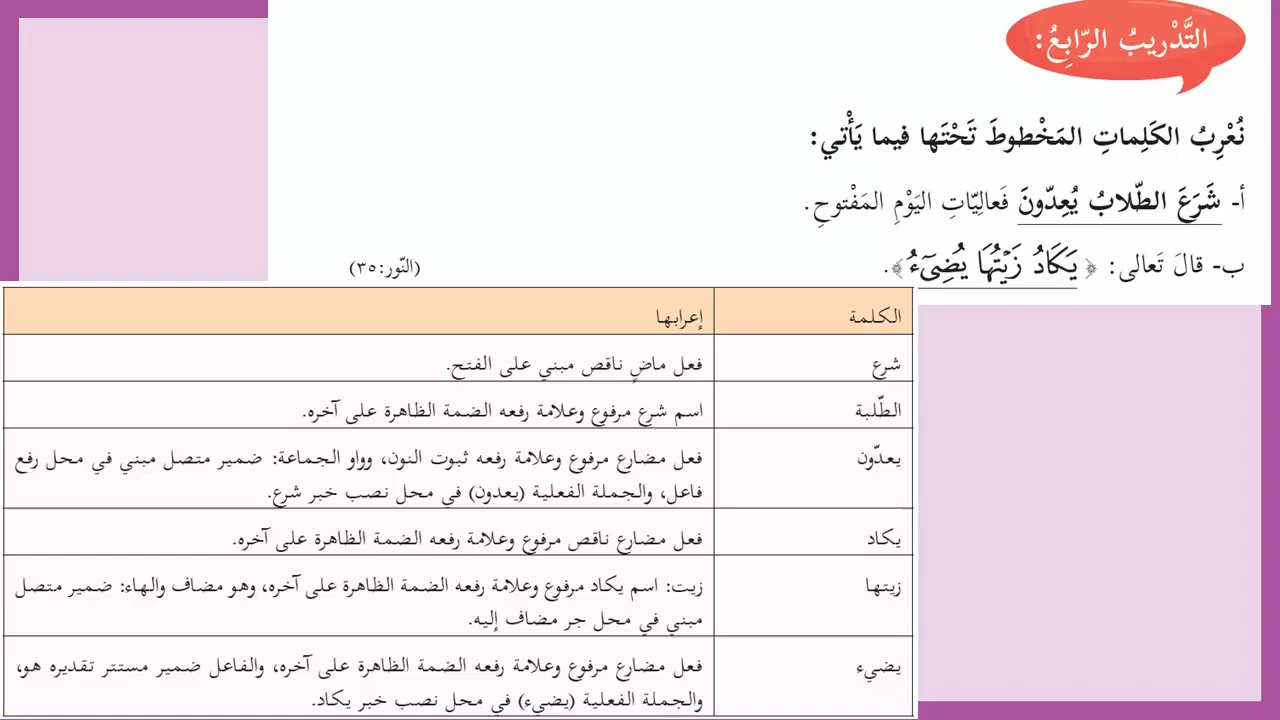 التَّدْرِيبُ الرّابِعُ:
نُعْرِبُ الكَلِماتِ المَخْطوطَ تَحْتَها فيما يَأْتي:
أ- شَرَعَ الطّلابُ يُعِدّونَ فَعالِيّاتِ اليَوْمِ المَفْتوحِ.
ب- قالَ تَعالى: ﴿يَكَادُ زَيْتُهَا يُضِيٓءُ﴾. (النّور:٣٥)
الكلمة إعرابها
شرع فعل ماضٍ ناقص مبني على الفتح.
الطّلبة اسم شرع مرفوع وعلامة رفعه الضمة الظاهرة على آخره.
يعدّون فعل مضارع مرفوع وعلامة رفعه ثبوت النون، وواو الجماعة: ضمير متصل مبني في محل رفع
فاعل، والجملة الفعلية (يعدون) في محل نصب خبر شرع.
يكاد فعل مضارع ناقص مرفوع وعلامة رفعه الضمة الظاهرة على آخره.
زيتها زيت: اسم يكاد مرفوع وعلامة رفعه الضمة الظاهرة على آخره، وهو مضاف والهاء: ضمير متصل
مبني في محل جر مضاف إليه.
يضيء فعل مضارع مرفوع وعلامة رفعه الضمة الظاهرة على آخره، والفاعل ضمير مستتر تقديره هو،
والجملة الفعلية (يضيء) في محل نصب خبر يكاد.